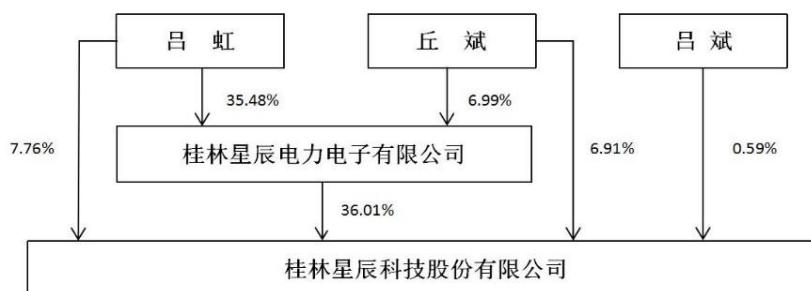 吕 虹
丘 斌
吕 斌
35.48%
6.99%
桂林星辰电力电子有限公司
7.76%
6.91%
0.59%
36.01%
桂林星辰科技股份有限公司